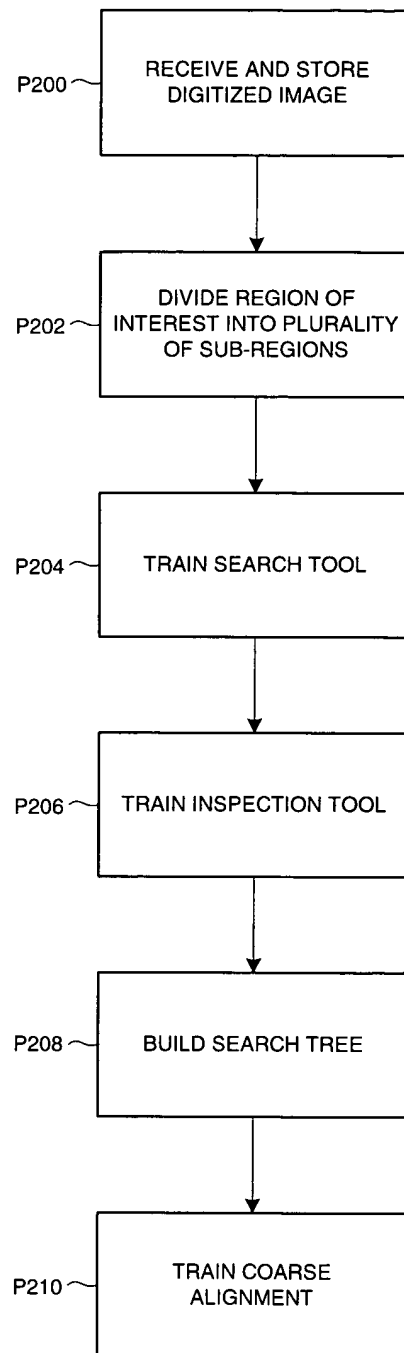 P200
RECEIVE AND STORE
DIGITIZED IMAGE
P202
DIVIDE REGION OF
INTEREST INTO PLURALITY
OF SUB-REGIONS
P204
TRAIN SEARCH TOOL
P206
TRAIN INSPECTION TOOL
P208
BUILD SEARCH TREE
P210
TRAIN COARSE
ALIGNMENT